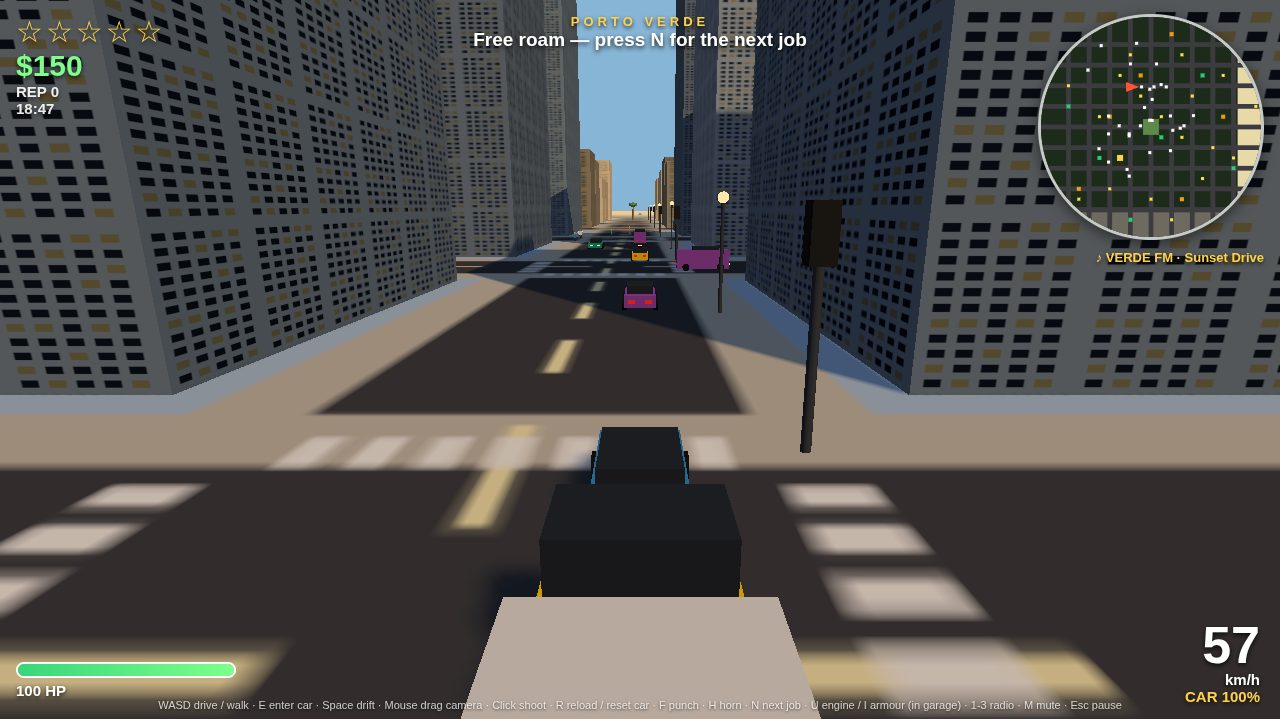 ☆☆☆☆☆
$150
REP 0
18:47
PORTO VERDE
Free roam — press N for the next job
♪ VERDE FM · Sunset Drive
100 HP
57
km/h
CAR 100%
WASD drive / walk · E enter car · Space drift · Mouse drag camera · Click shoot · R reload / reset car · F punch · H horn · N next job · U engine / I armour (in garage) · 1-3 radio · M mute · Esc pause